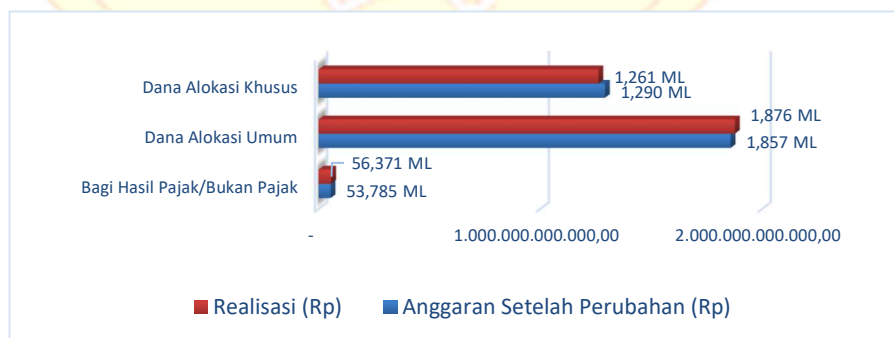 Dana Alokasi Khusus
1,261 ML
1,290 ML
Dana Alokasi Umum
1,876 ML
1,857 ML
Bagi Hasil Pajak/Bukan Pajak
56,371 ML
53,785 ML
-
1.000.000.000.000,00
2.000.000.000.000,00
Realisasi (Rp)
Anggaran Setelah Perubahan (Rp)